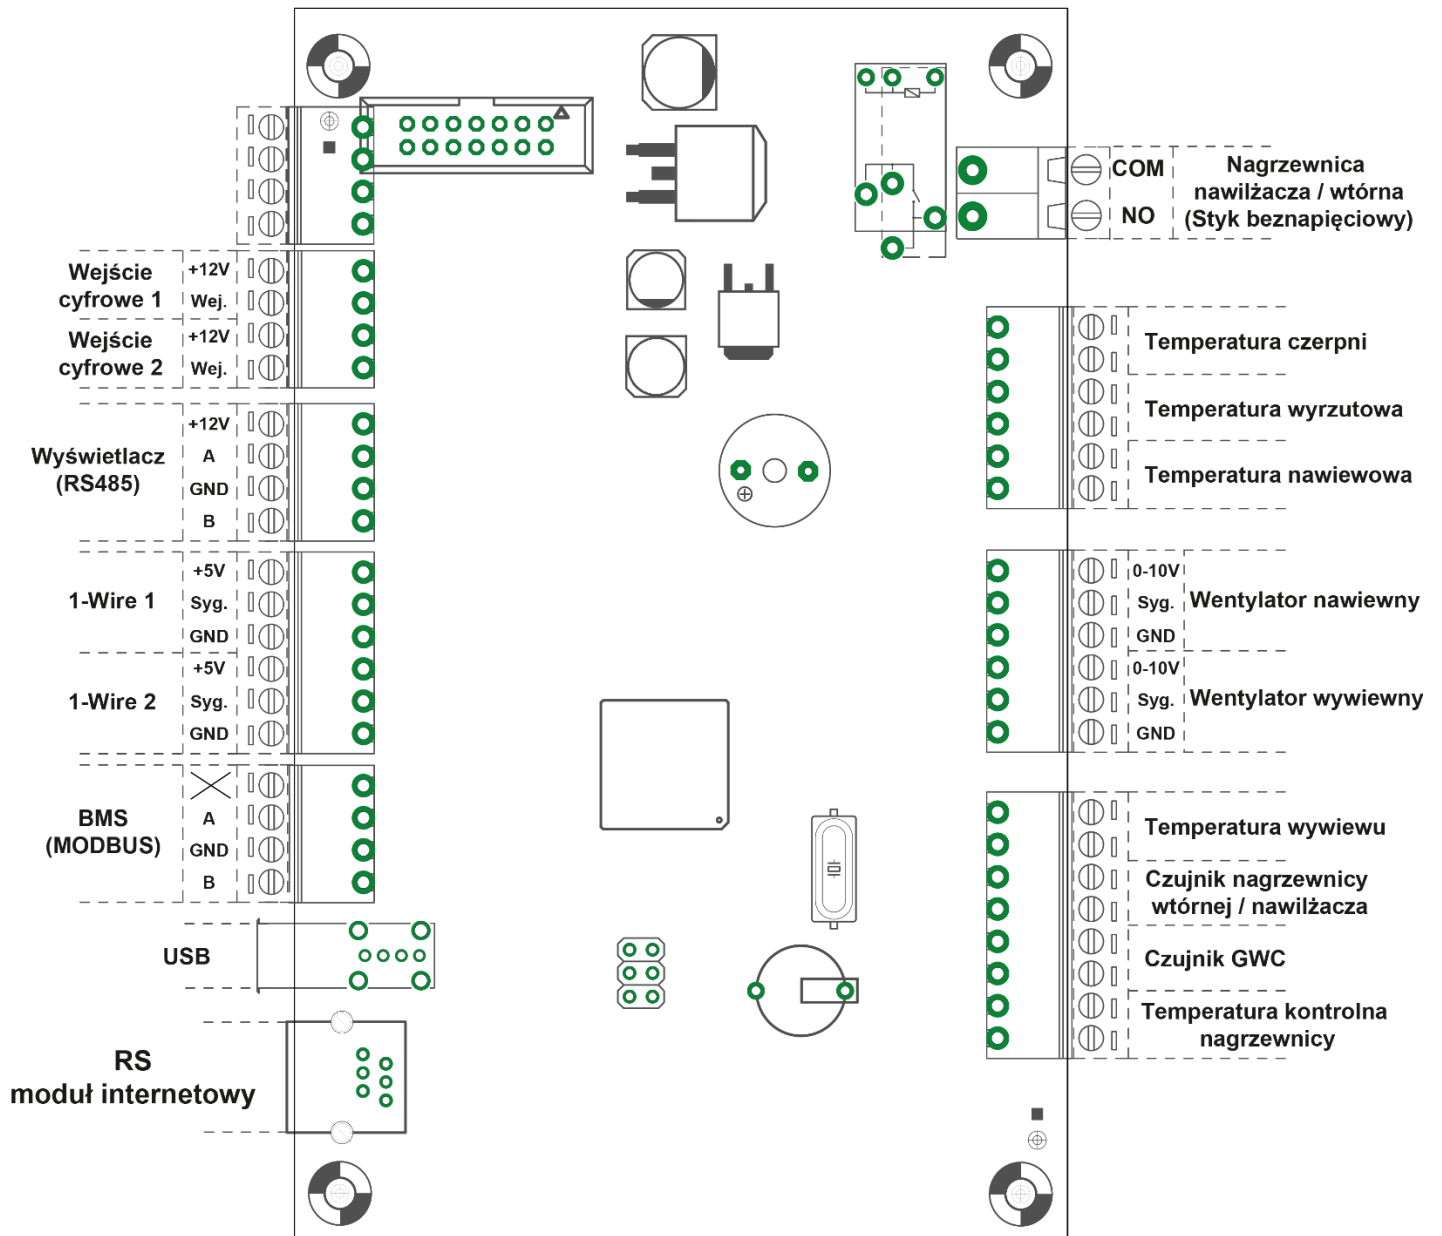 Wejście
cyfrowe 1
+12V
Wej.
Wejście
cyfrowe 2
+12V
Wej.
Wyświetlacz
(RS485)
+12V
A
GND
B
1-Wire 1
+5V
Syg.
GND
1-Wire 2
+5V
Syg.
GND
BMS
(MODBUS)
A
GND
B
USB
RS
moduł internetowy
COM
NO
Nagrzewnica
nawilżacza / wtórna
(Styk beznapięciowy)
Temperatura czerpni
Temperatura wyrzutowa
Temperatura nawiewowa
0-10V
Syg.
GND
Wentylator nawiewny
0-10V
Syg.
GND
Wentylator wywiewny
Temperatura wywiewu
Czujnik nagrzewnicy
wtórnej / nawilżacza
Czujnik GWC
Temperatura kontrolna
nagrzewnicy